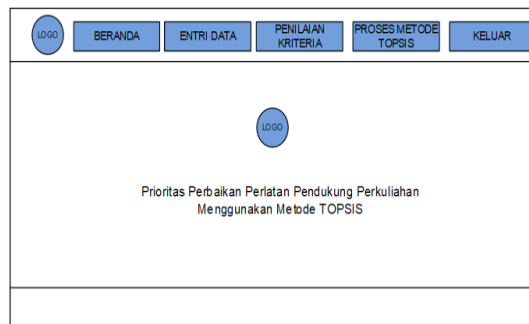 LOGO
BERANDA
ENTRI DATA
PENILAIAN
KRITERIA
PROSES METODE
TOPSIS
KELUAR
LOGO
Prioritas Perbaikan Perlatan Pendukung Perkuliahan
Menggunakan Metode TOPSIS